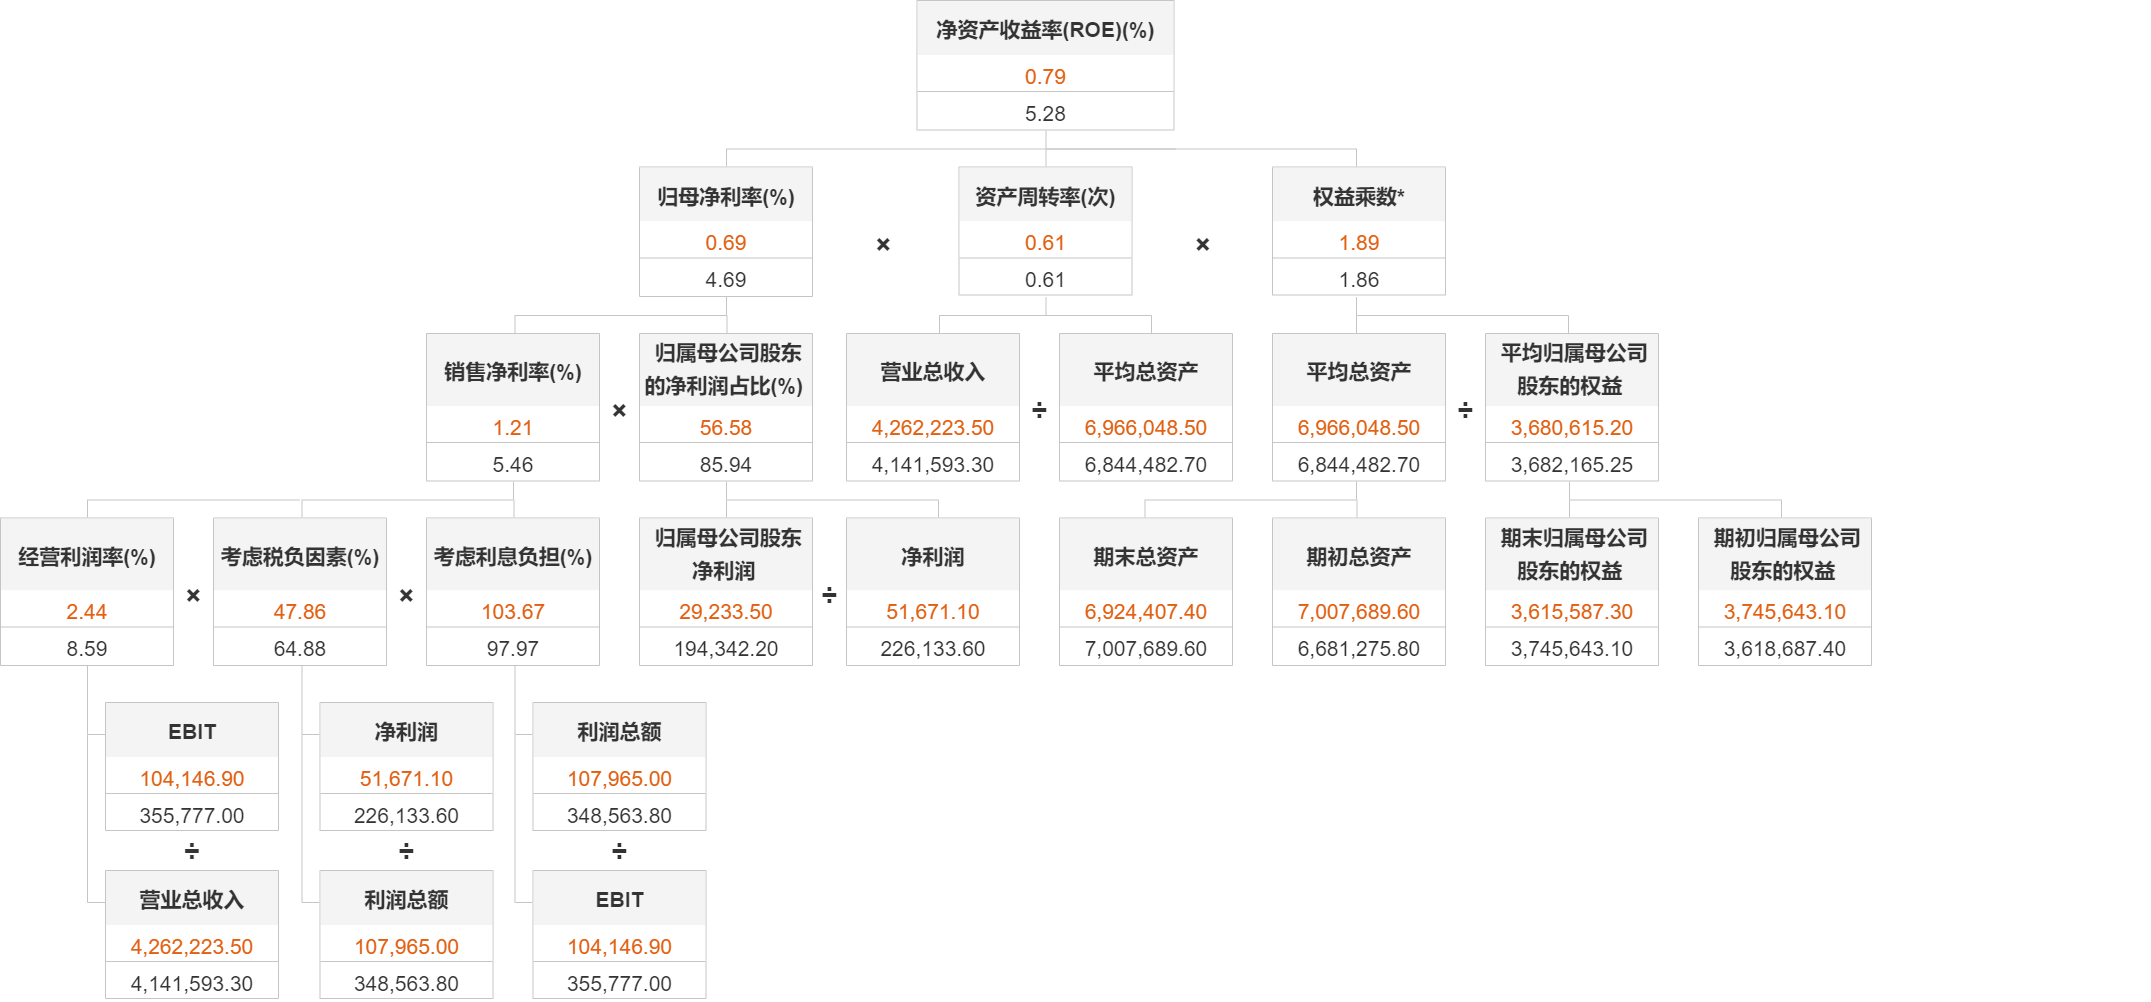 净资产收益率(ROE)(%)
0.79
5.28
归母净利率(%)
0.69
4.69
×
资产周转率(次)
0.61
0.61
×
权益乘数*
1.89
1.86
销售净利率(%)
1.21
5.46
×
归属母公司股东
的净利润占比(%)
56.58
85.94
营业总收入
4,262,223.50
4,141,593.30
÷
平均总资产
6,966,048.50
6,844,482.70
平均总资产
6,966,048.50
6,844,482.70
÷
平均归属母公司
股东的权益
3,680,615.20
3,682,165.25
经营利润率(%)
2.44
8.59
×
考虑税负因素(%)
47.86
64.88
×
考虑利息负担(%)
103.67
97.97
归属母公司股东
净利润
29,233.50
194,342.20
÷
净利润
51,671.10
226,133.60
期末总资产
6,924,407.40
7,007,689.60
期初总资产
7,007,689.60
6,681,275.80
期末归属母公司
股东的权益
3,615,587.30
3,745,643.10
期初归属母公司
股东的权益
3,745,643.10
3,618,687.40
EBIT
104,146.90
355,777.00
÷
营业总收入
4,262,223.50
4,141,593.30
净利润
51,671.10
226,133.60
÷
利润总额
107,965.00
348,563.80
利润总额
107,965.00
348,563.80
÷
EBIT
104,146.90
355,777.00